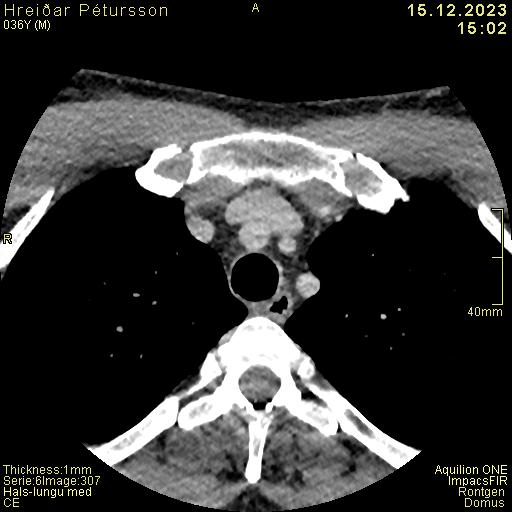 Hreiðar Pétursson
036Y (M)
A
15.12.2023
15:02
R
40mm
Thickness:1mm
Serie:6Image:307
Hals-lungu med
CE
Aquilion ONE
ImpacsFIR
Rontgen
Domus